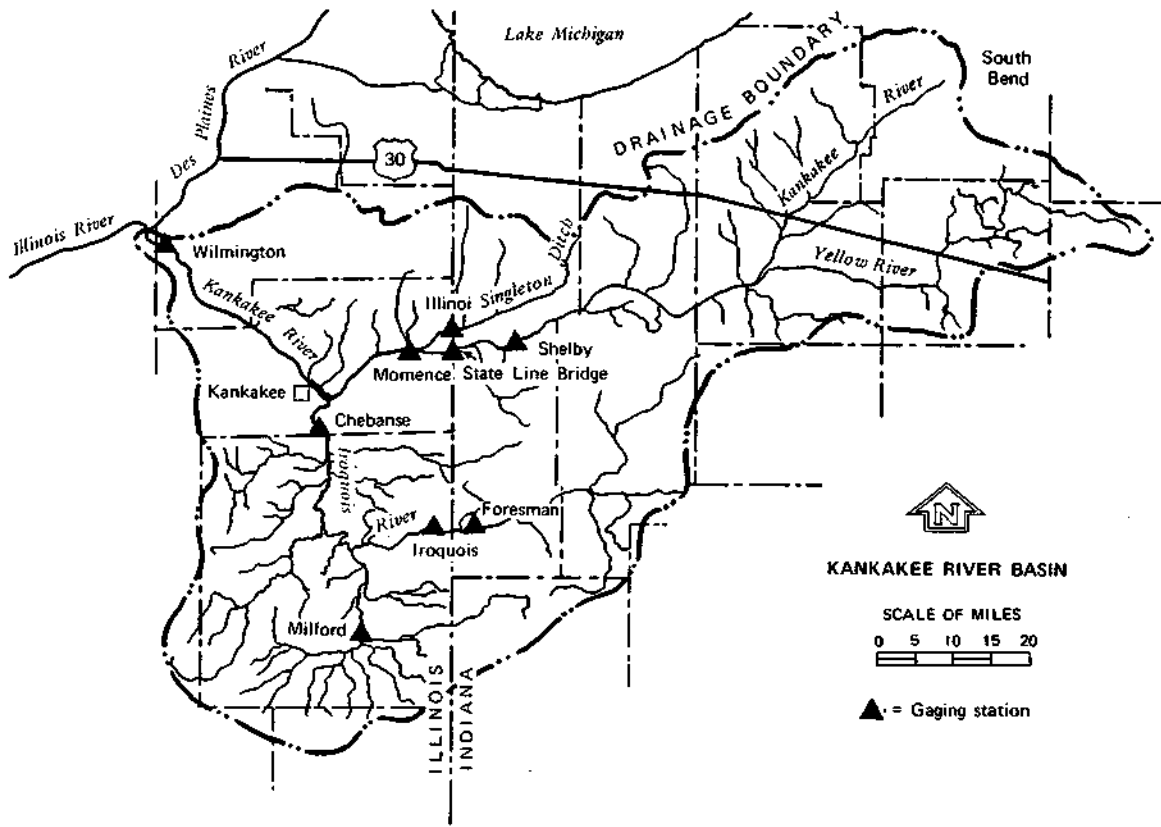 Lake Michigan
River
Des Plaines
South
Bend
DRAINAGE BOUNDARY
River
Kankakee
30
Illinois River
Wilmington
Ditch
Yellow River
Kankakee River
Illinoi Singleton
Shelby
Momence State Line Bridge
Kankakee
Chebanse
Iroquois
River
Foresman
Iroquois
Milford
ILLINOIS
INDIANA
N
KANKAKEE RIVER BASIN
SCALE OF MILES
0 5 10 15 20
= Gaging station